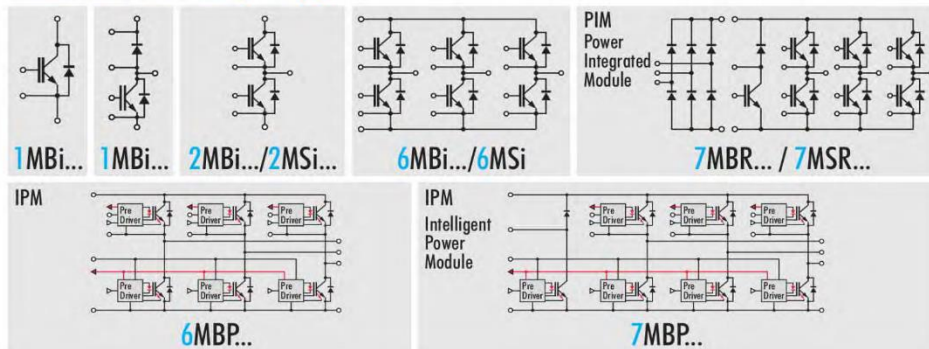 1MBi...
1MBi...
2MBi.../2MSi...
6MBi.../6MSi
PIM
Power
Integrated
Module
7MBR... / 7MSR...
IPM
Pre
Driver
Pre
Driver
Pre
Driver
Pre
Driver
Pre
Driver
Pre
Driver
6MBP...
IPM
Intelligent
Power
Module
Pre
Driver
Pre
Driver
Pre
Driver
Pre
Driver
Pre
Driver
Pre
Driver
Pre
Driver
7MBP...